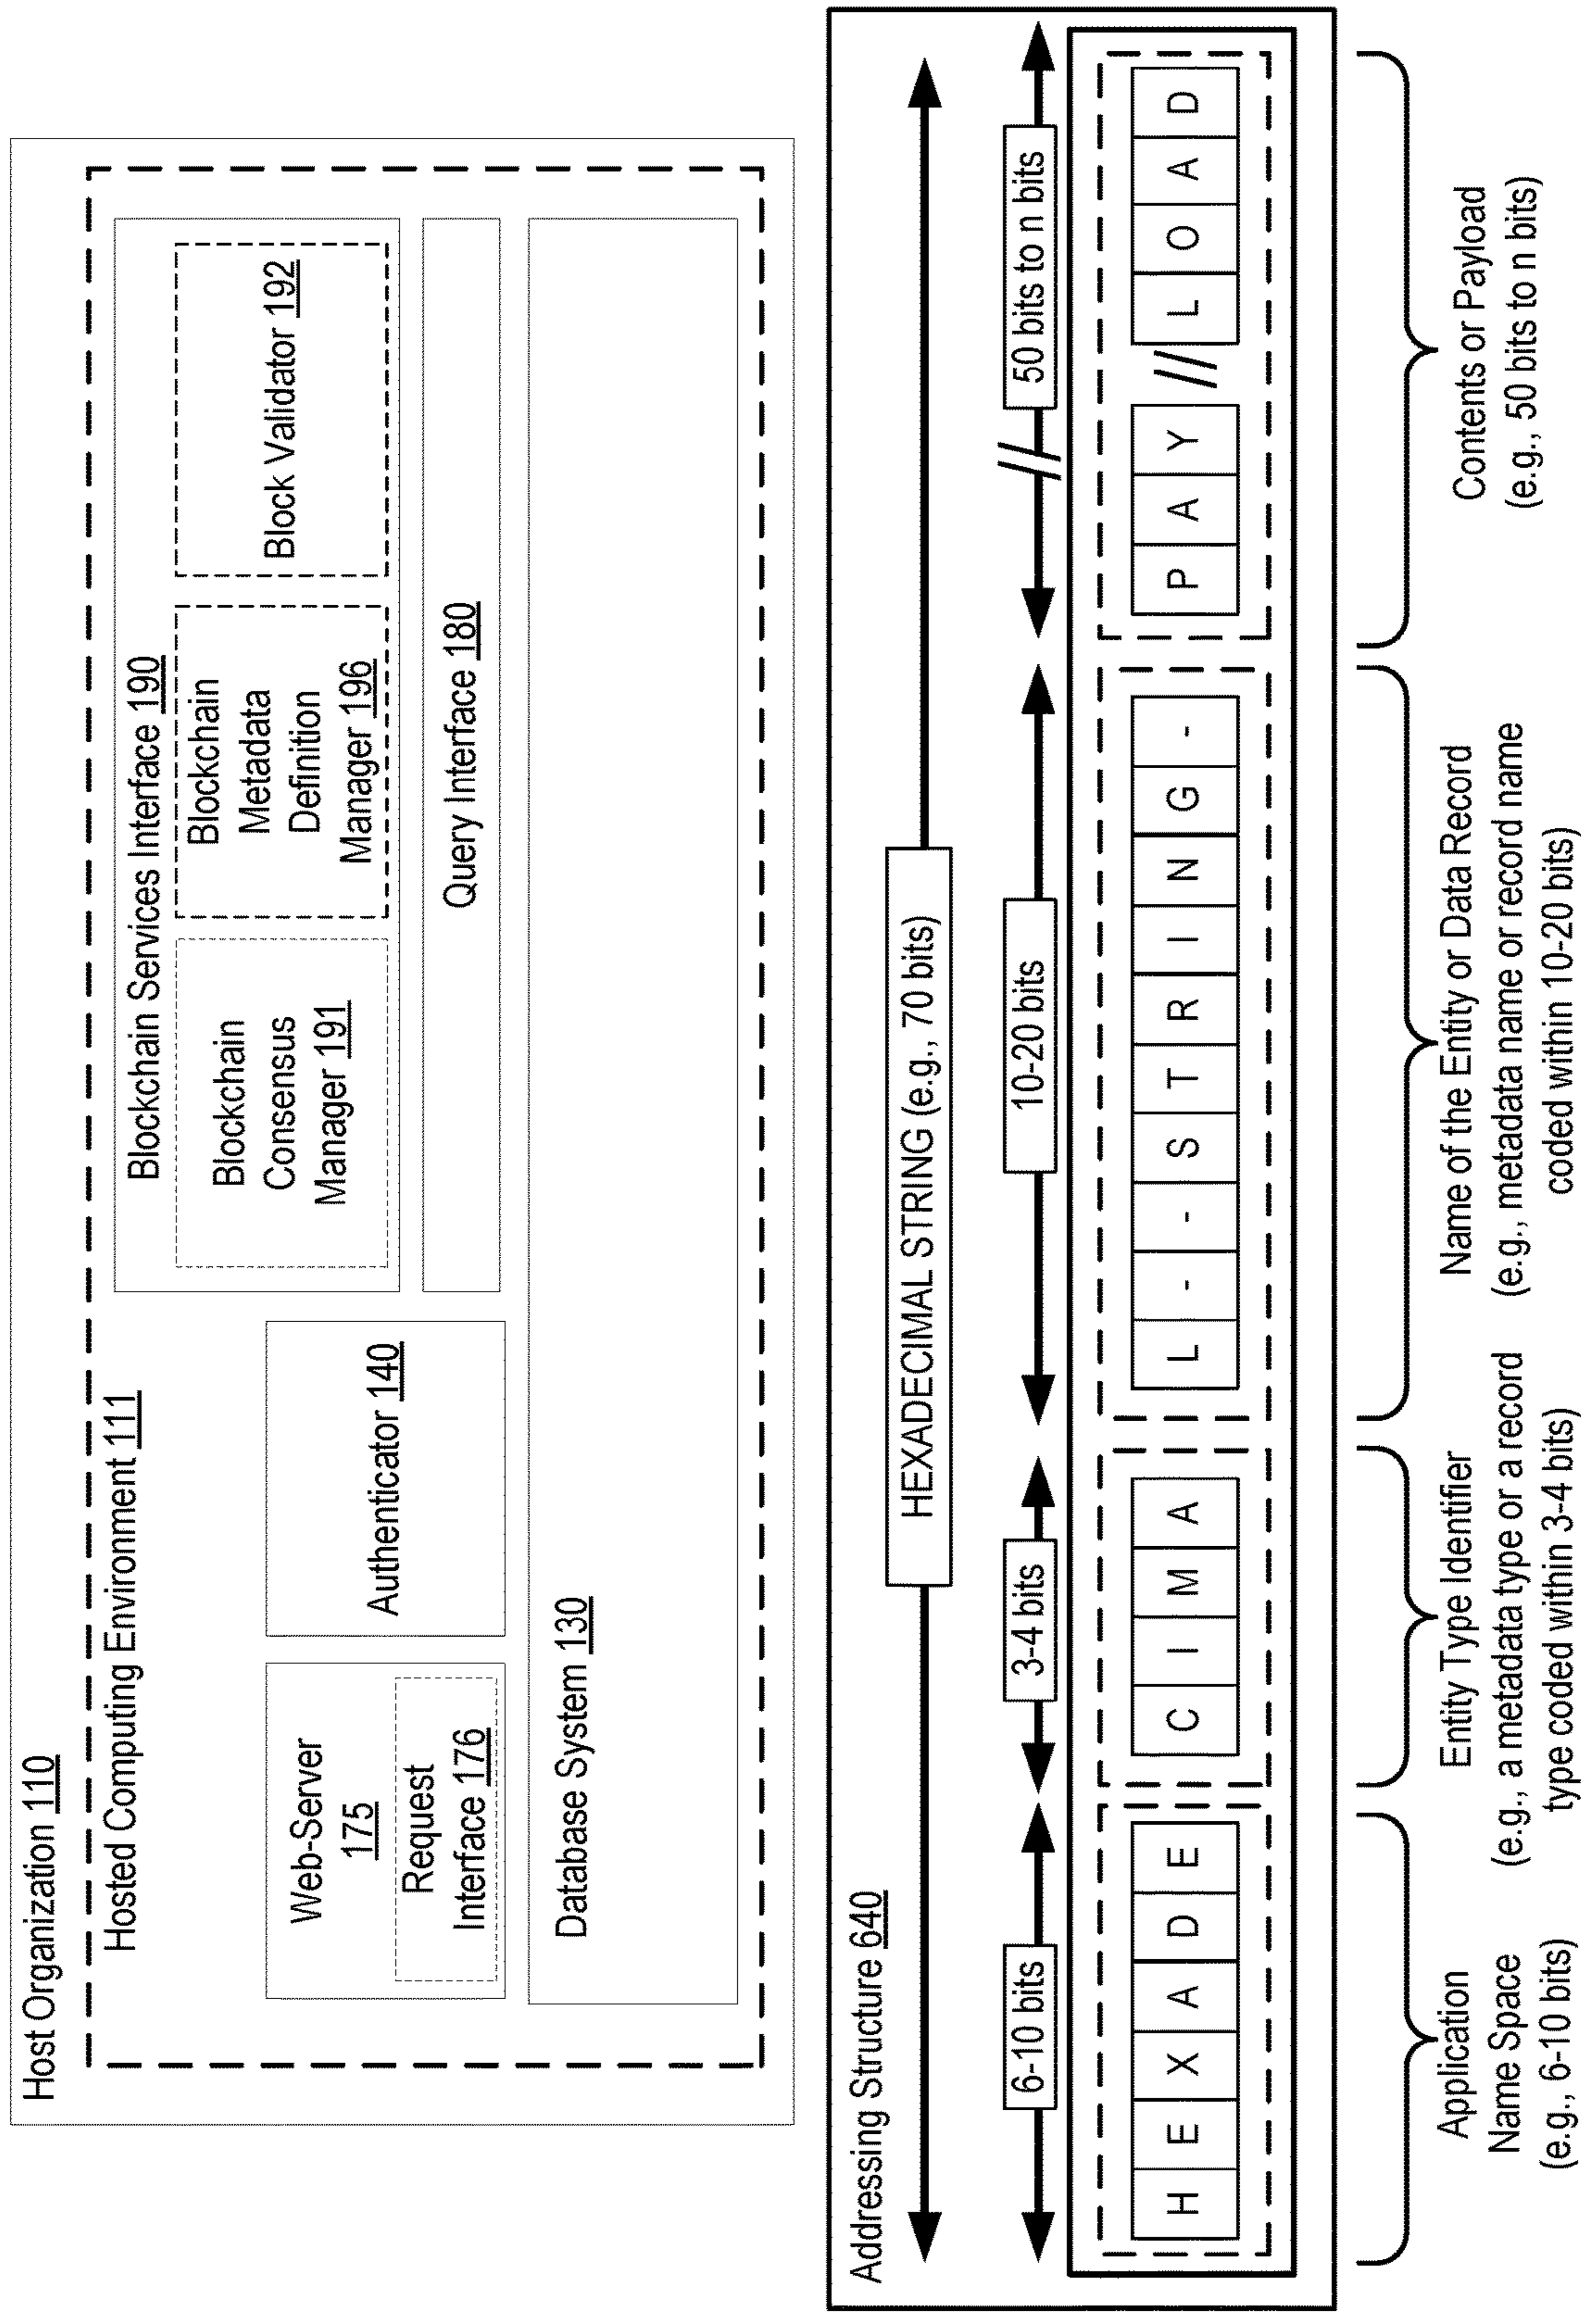 Host Organization 110
Hosted Computing Environment 111
Web-Server
175
Request
Interface 176
Authenticator 140
Blockchain Services Interface 190
Blockchain
Consensus
Manager 191
Blockchain
Metadata
Definition
Manager 196
Block Validator 192
Query Interface 180
Database System 130
Addressing Structure 640
HEXADECIMAL STRING (e.g., 70 bits)
6-10 bits
3-4 bits
10-20 bits
50 bits to n bits
H E X A D E
C I M A
L - - S T R I N G -
P A Y // L O A D
Application
Name Space
(e.g., 6-10 bits)
Entity Type Identifier
(e.g., a metadata type or a record
type coded within 3-4 bits)
Name of the Entity or Data Record
(e.g., metadata name or record name
coded within 10-20 bits)
Contents or Payload
(e.g., 50 bits to n bits)